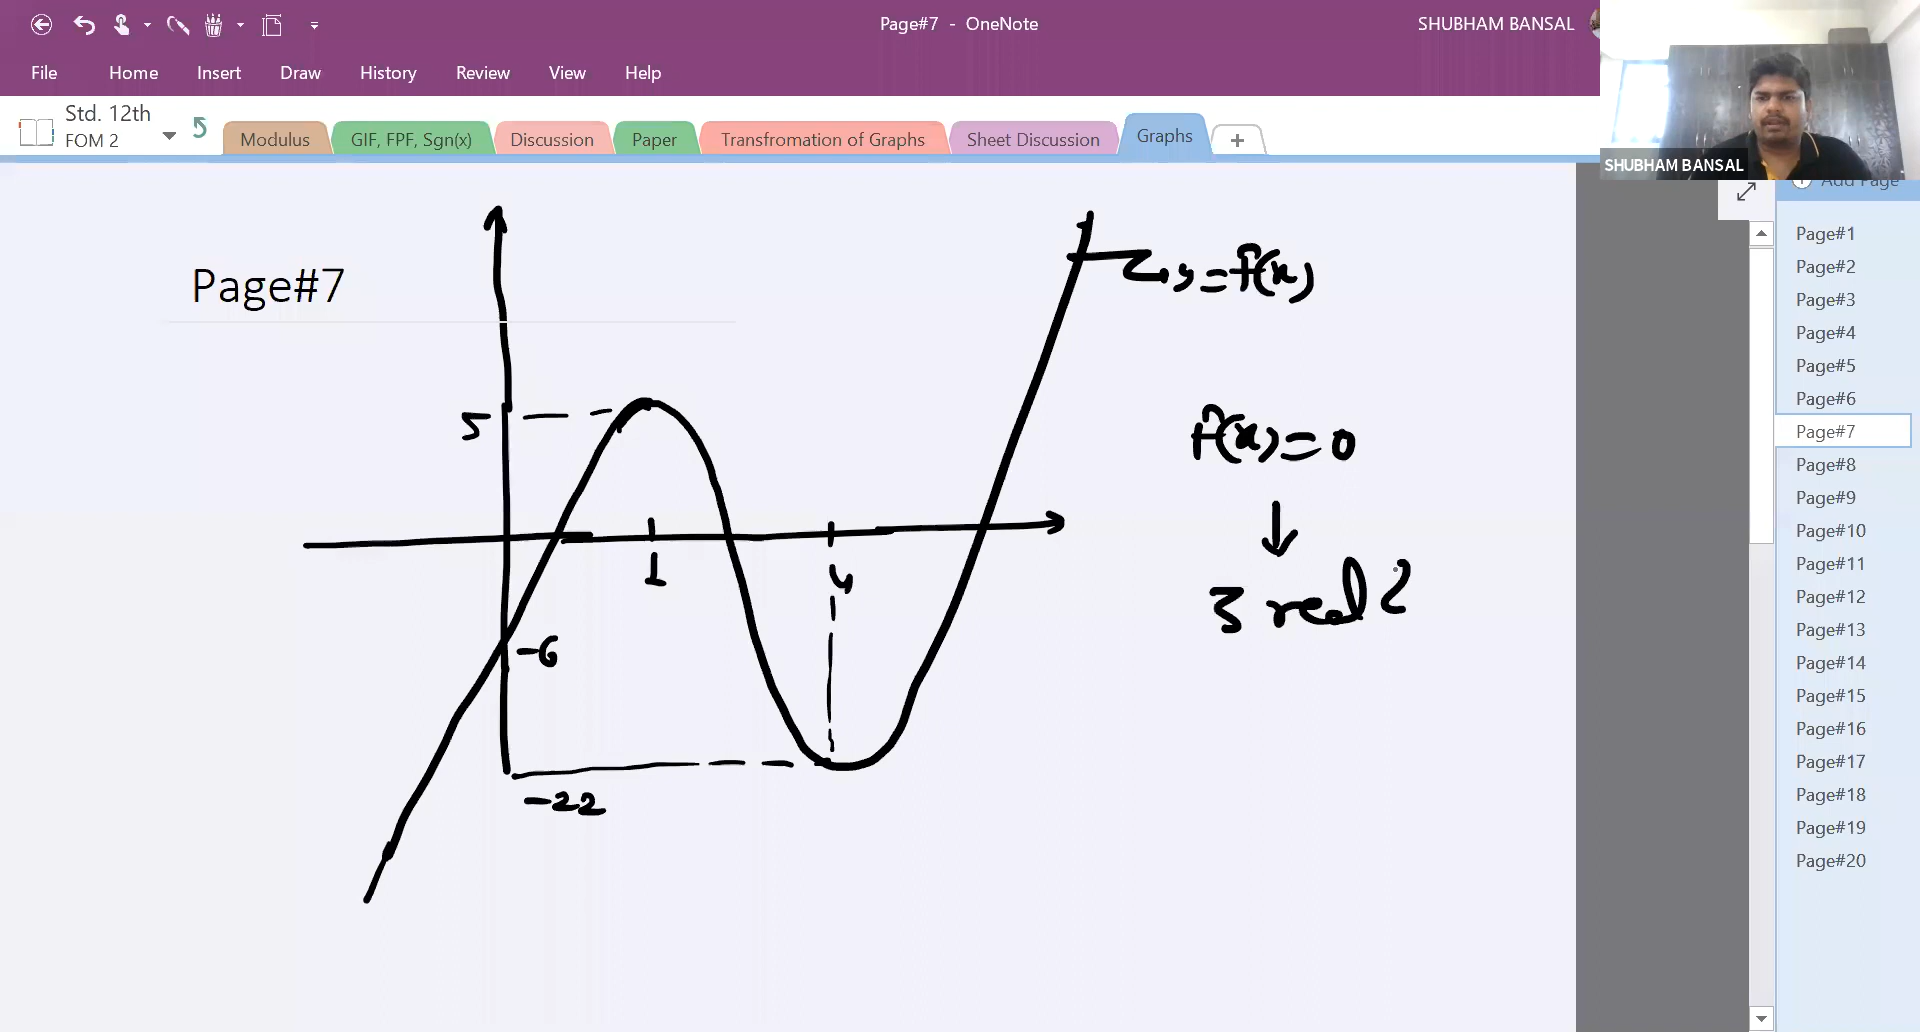 Page#7 - OneNote
SHUBHAM BANSAL
File Home Insert Draw History Review View Help
Std. 12th
FOM 2
Modulus GIF, FPF, Sgn(x) Discussion Paper Transfromation of Graphs Sheet Discussion Graphs +
SHUBHAM BANSAL
Add Page
Page#7
y=f(x)
5
f(x)=0
1
4
3 real
-6
-22
Page#1
Page#2
Page#3
Page#4
Page#5
Page#6
Page#7
Page#8
Page#9
Page#10
Page#11
Page#12
Page#13
Page#14
Page#15
Page#16
Page#17
Page#18
Page#19
Page#20